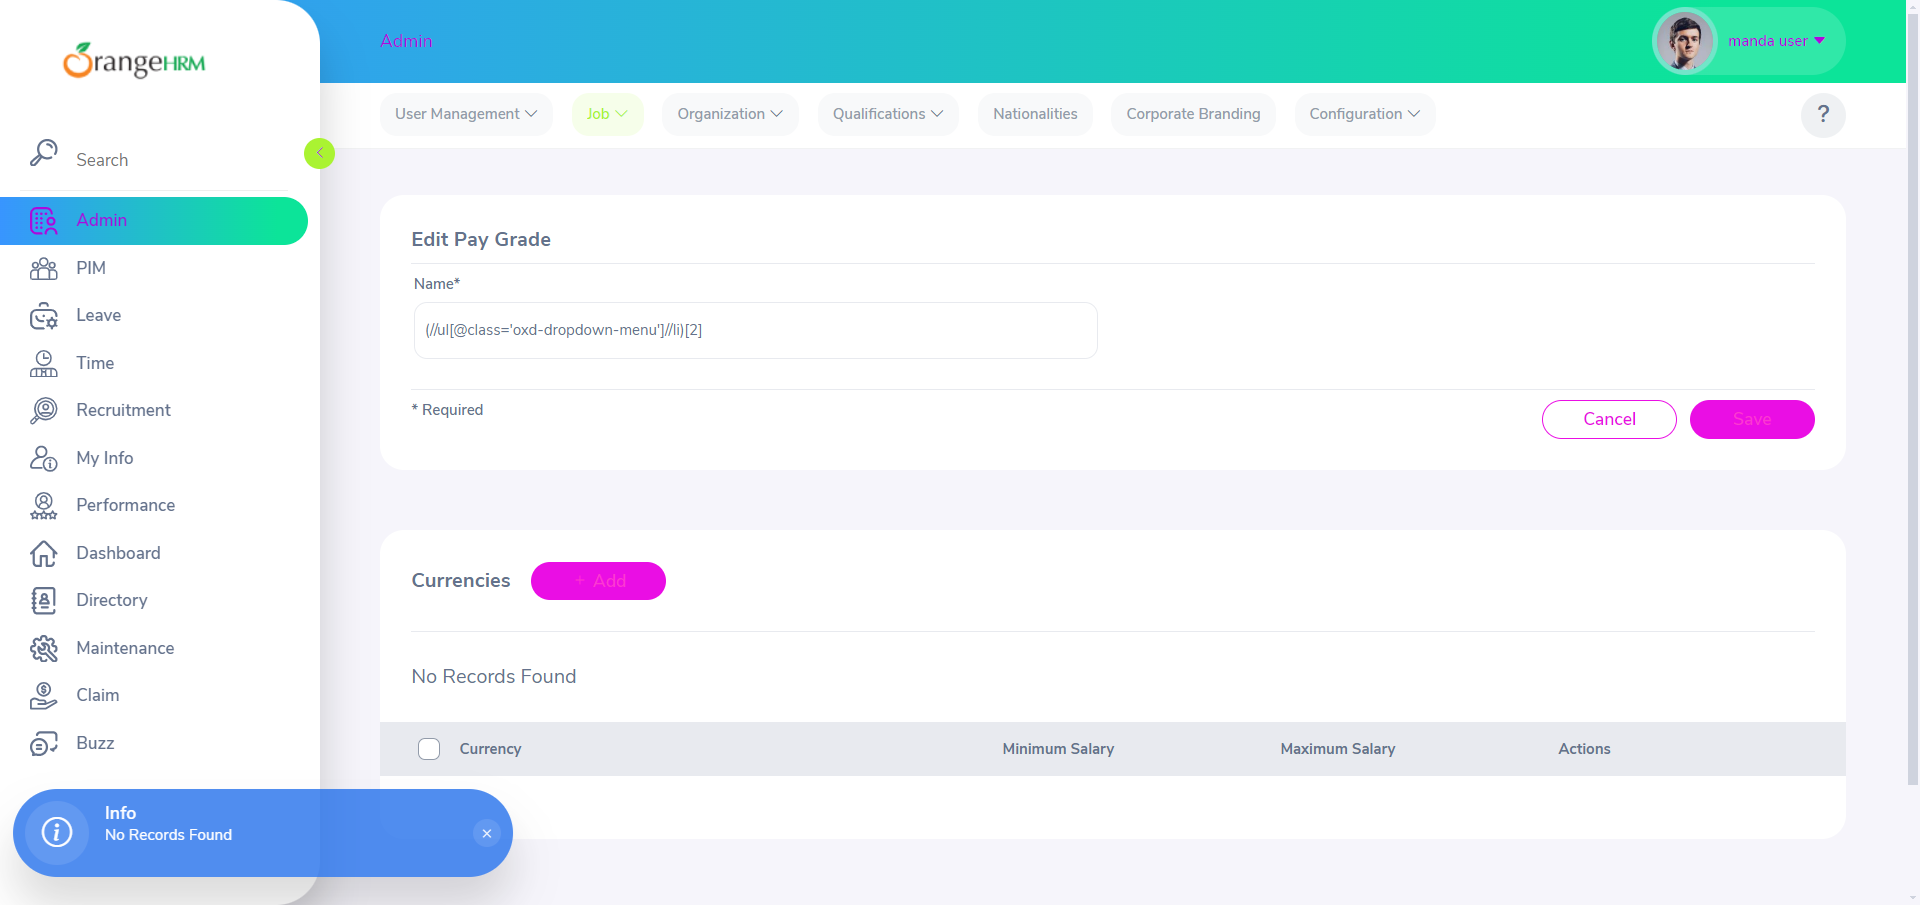 OrangeHRM
Admin
manda user
User Management
Job
Organization
Qualifications
Nationalities
Corporate Branding
Configuration
?
Search
Admin
PIM
Leave
Time
Recruitment
My Info
Performance
Dashboard
Directory
Maintenance
Claim
Buzz
Edit Pay Grade
Name*
(//ul[@class='oxd-dropdown-menu']//li)[2]
* Required
Cancel
Save
Currencies
+ Add
No Records Found
Currency Minimum Salary Maximum Salary Actions
Info
No Records Found